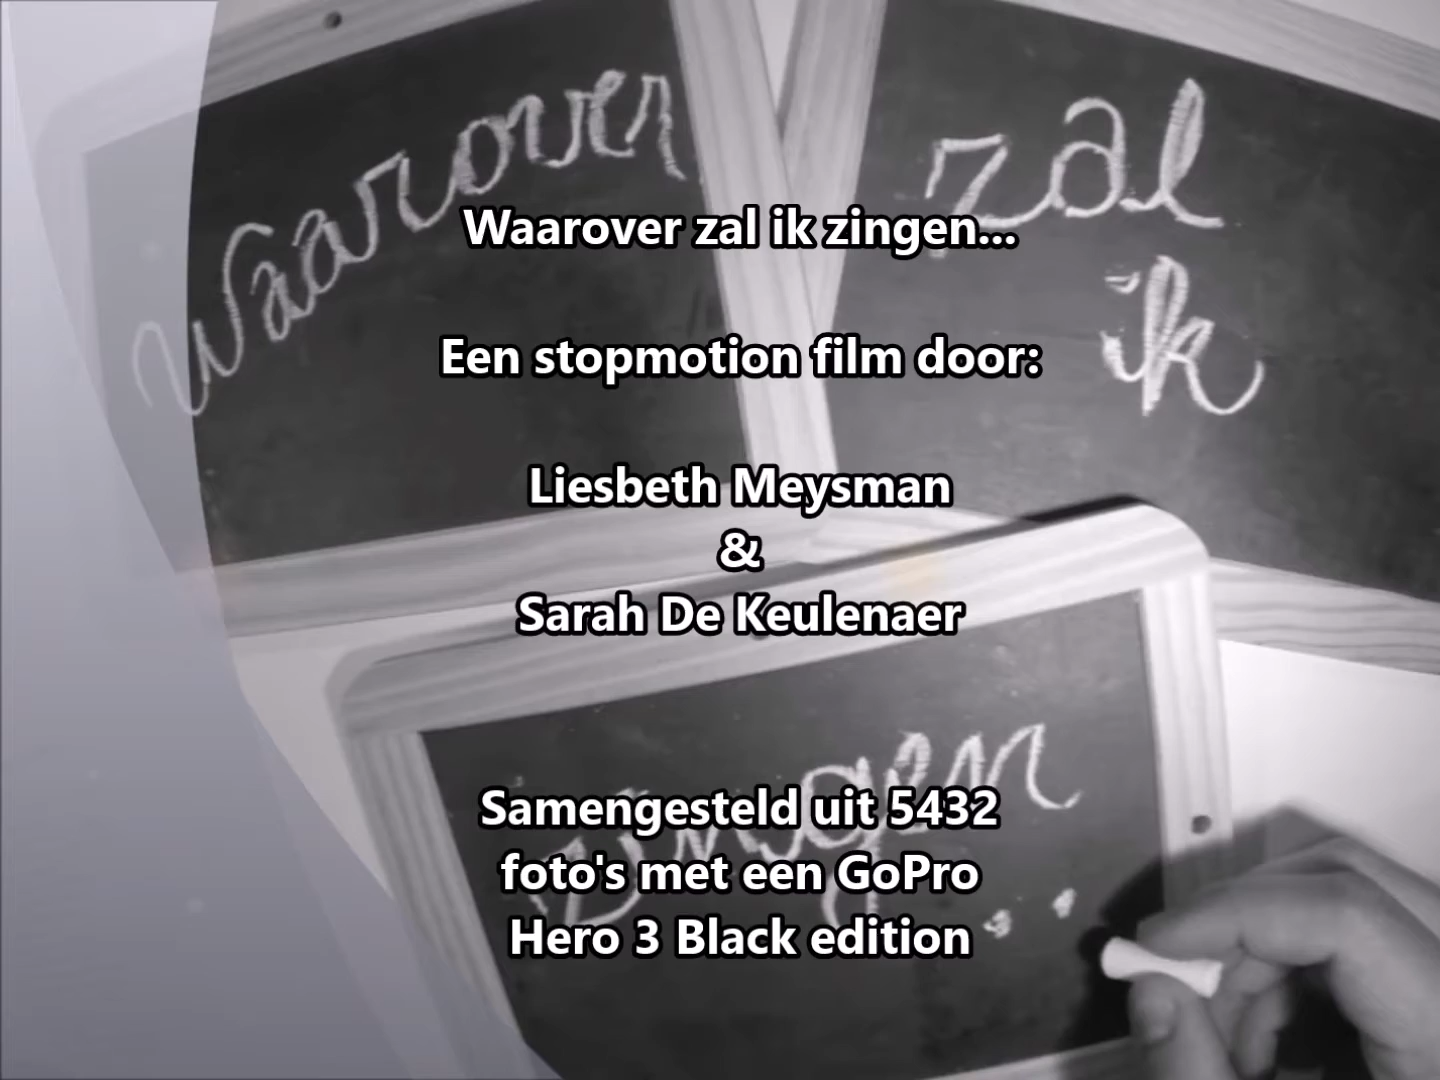 Waarover
zal
ik
zingen..
Waarover zal ik zingen...
Een stopmotion film door:
Liesbeth Meysman
&
Sarah De Keulenaer
Samengesteld uit 5432
foto's met een GoPro
Hero 3 Black edition